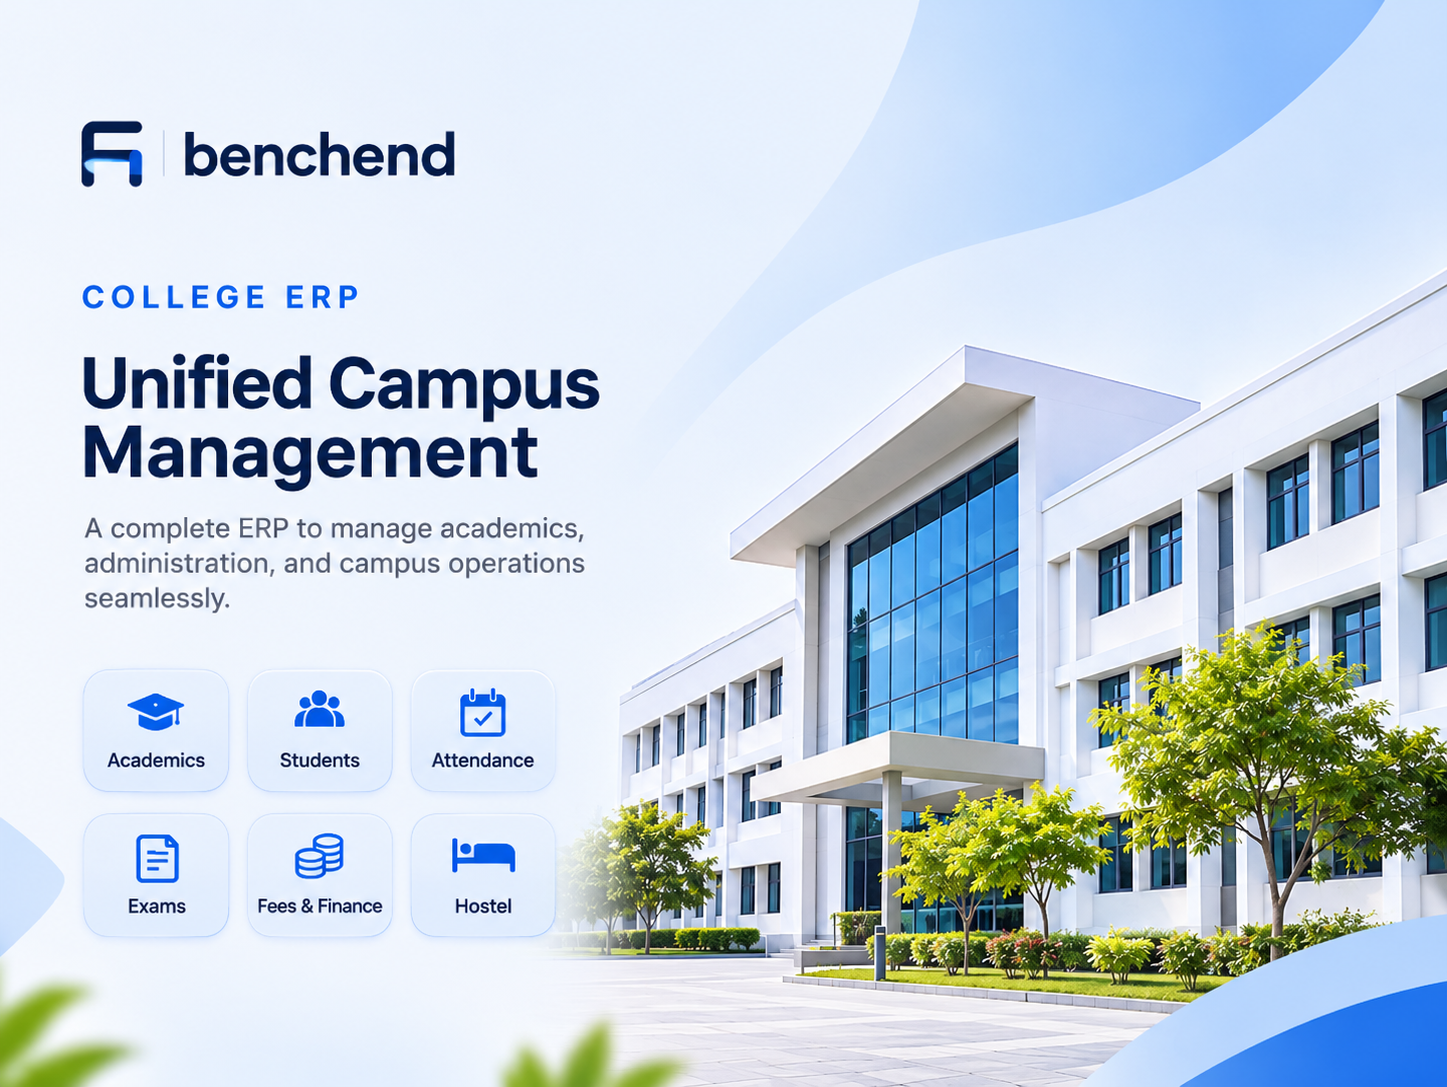 benchend
COLLEGE ERP
Unified Campus
Management
A complete ERP to manage academics,
administration, and campus operations
seamlessly.
Academics
Students
Attendance
Exams
Fees & Finance
Hostel